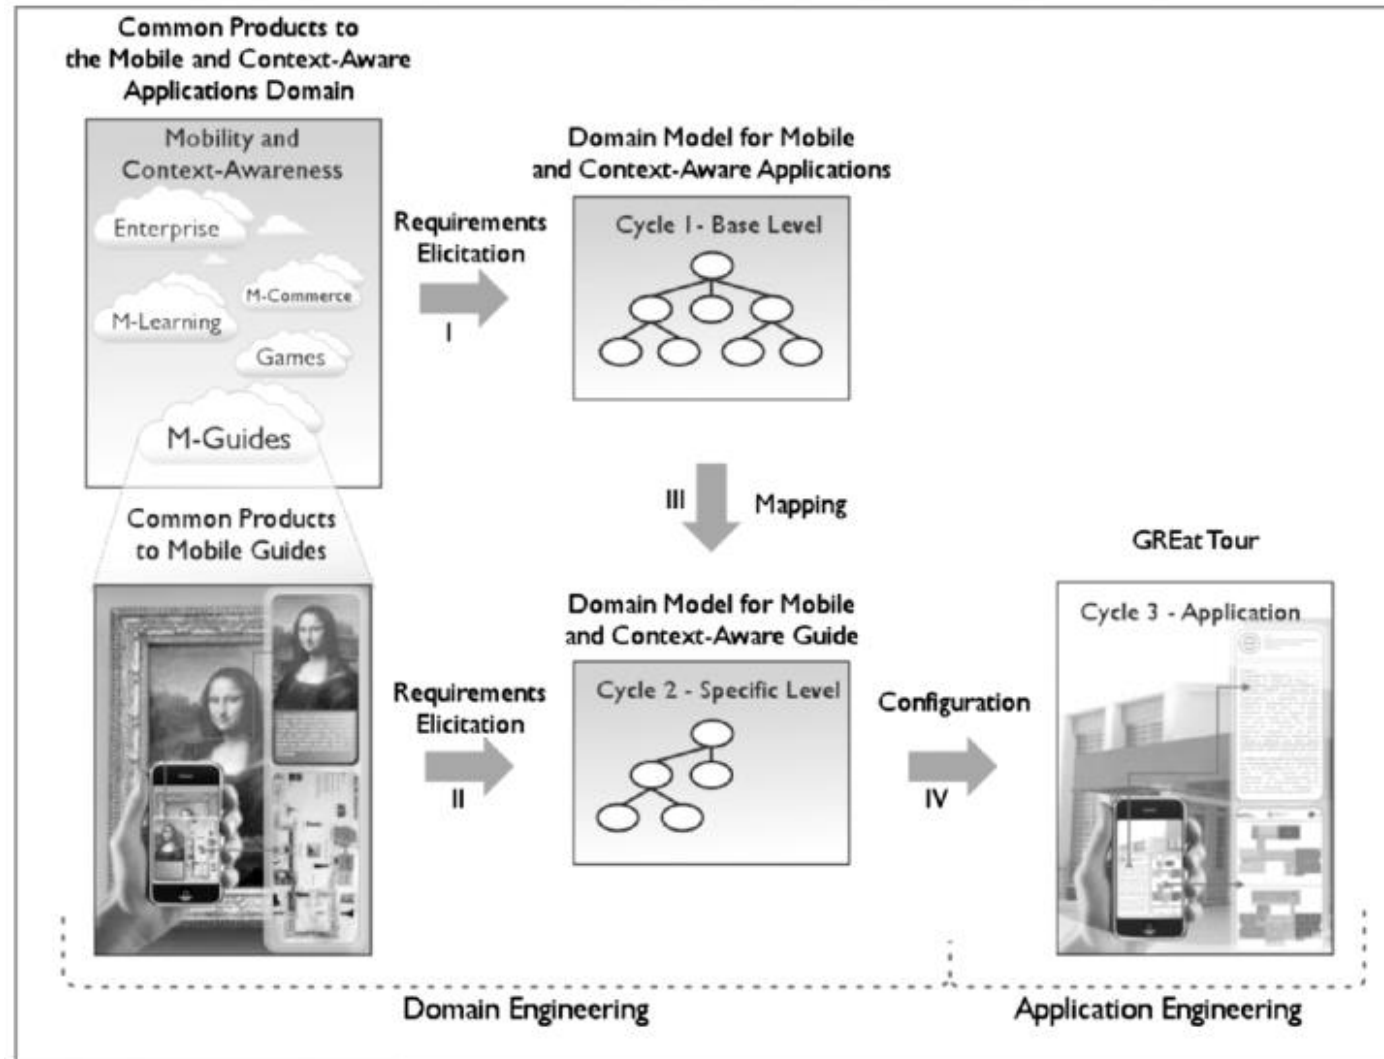 Common Products to
the Mobile and Context-Aware
Applications Domain
Mobility and
Context-Awareness
Enterprise
M-Commerce
M-Learning
Games
M-Guides
Requirements
Elicitation
I
Domain Model for Mobile
and Context-Aware Applications
Cycle 1 - Base Level
III
Mapping
Common Products
to Mobile Guides
Requirements
Elicitation
II
Domain Model for Mobile
and Context-Aware Guide
Cycle 2 - Specific Level
Configuration
IV
GREat Tour
Cycle 3 - Application
Domain Engineering
Application Engineering